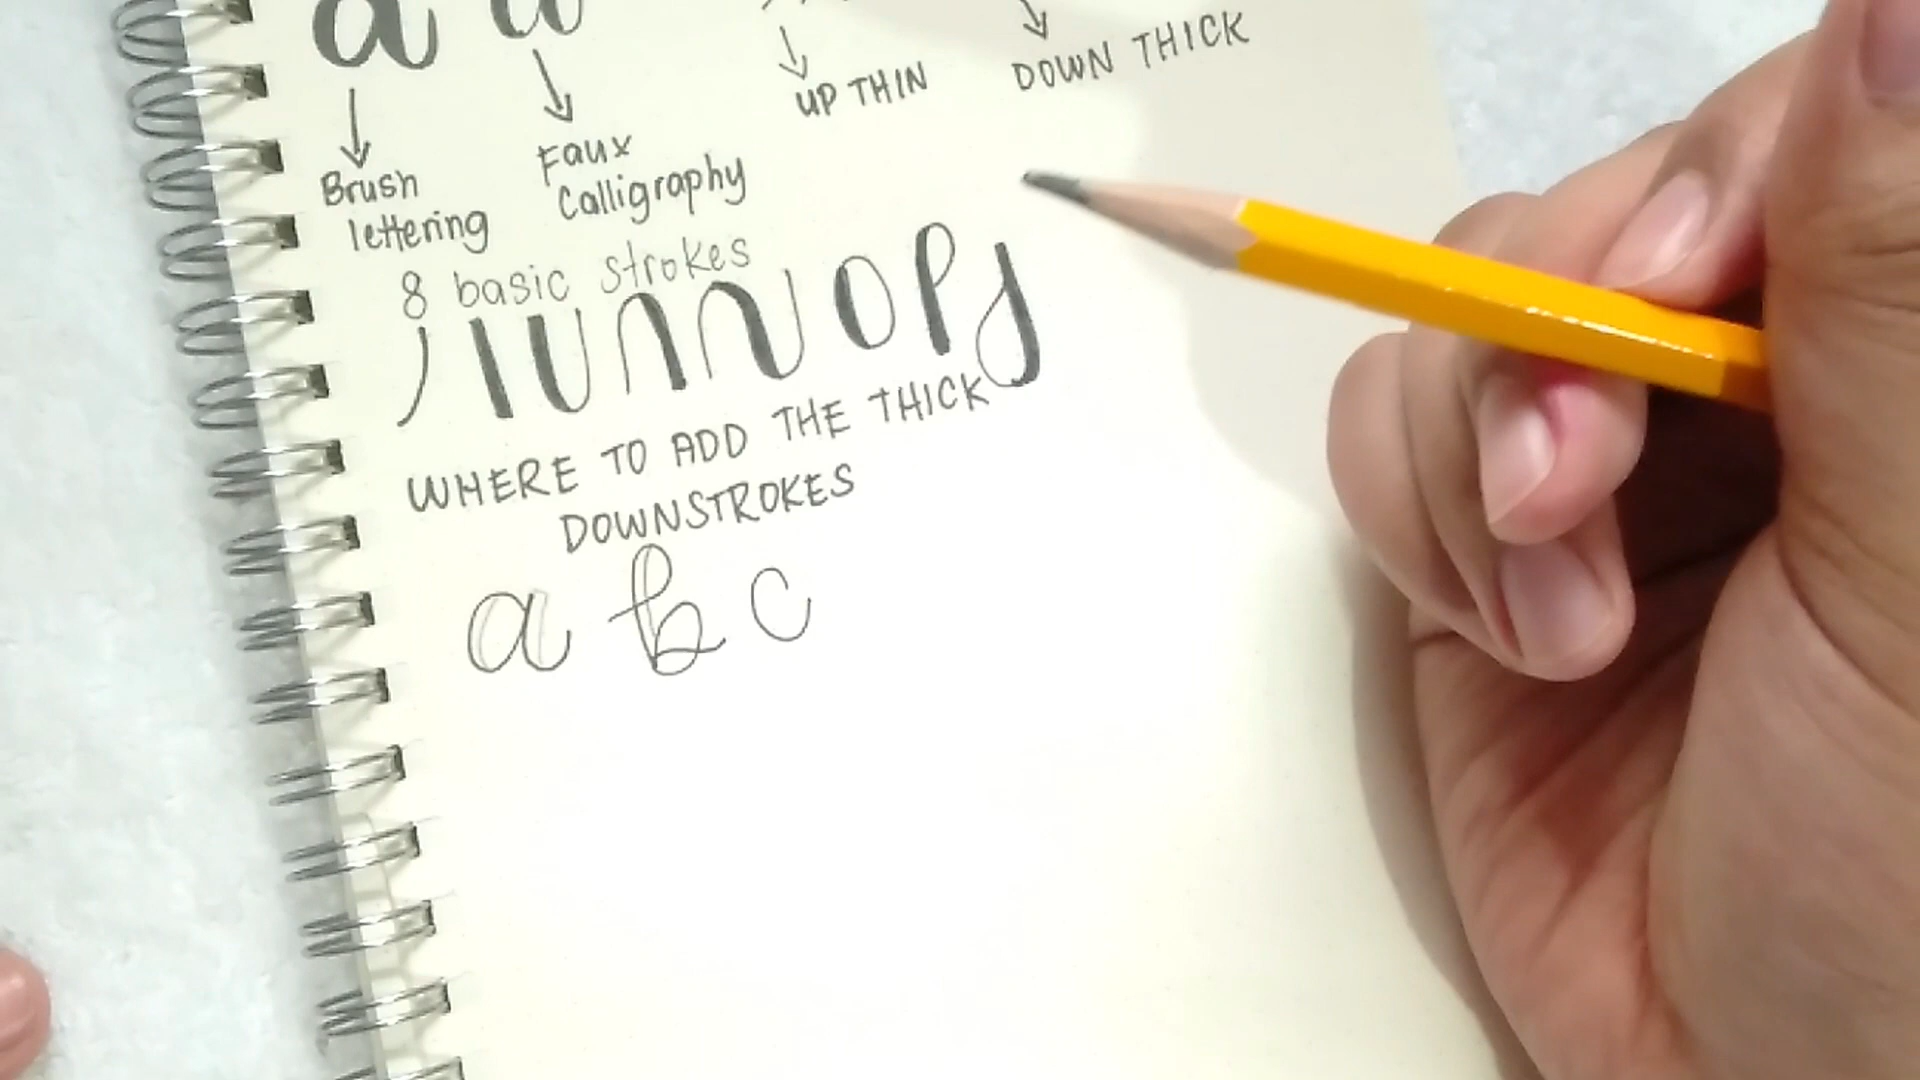 a a
UP THIN DOWN THICK
Brush
lettering
Faux
Calligraphy
8 basic strokes
WHERE TO ADD THE THICK
DOWNSTROKES
a b c